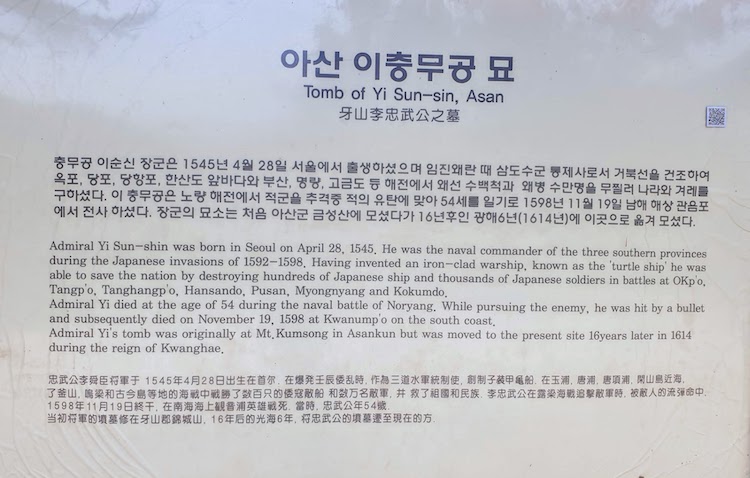 아산 이충무공 묘
Tomb of Yi Sun-sin, Asan
牙山李忠武公之墓
충무공 이순신 장군은 1545년 4월 28일 서울에서 출생하셨으며 임진왜란 때 삼도수군 통제사로서 거북선을 건조하여
옥포, 당포, 당항포, 한산도 앞바다와 부산, 명량, 고금도 등 해전에서 왜선 수백척과 왜병 수만명을 무찔러 나라와 겨레를
구하셨다. 이 충무공은 노량 해전에서 적군을 추격중 적의 유탄에 맞아 54세를 일기로 1598년 11월 19일 남해 해상 관음포
에서 전사 하셨다. 장군의 묘소는 처음 아산군 금성산에 모셨다가 16년후인 광해6년(1614년)에 이곳으로 옮겨 모셨다.
Admiral Yi Sun-shin was born in Seoul on April 28, 1545. He was the naval commander of the three southern provinces
during the Japanese invasions of 1592-1598. Having invented an iron-clad warship, known as the 'turtle ship' he was
able to save the nation by destroying hundreds of Japanese ship and thousands of Japanese soldiers in battles at OKp'o,
Tangp'o, Tanghangp'o, Hansando, Pusan, Myongnyang and Kokumdo.
Admiral Yi died at the age of 54 during the naval battle of Noryang. While pursuing the enemy, he was hit by a bullet
and subsequently died on November 19, 1598 at Kwanump'o on the south coast.
Admiral Yi's tomb was originally at Mt.Kumsong in Asankun but was moved to the present site 16years later in 1614
during the reign of Kwanghae.
忠武公李舜臣将军于 1545年4月28日出生在首尔. 在爆発壬辰倭乱時, 作為三道水軍統制使, 創制子装甲亀船. 在玉浦, 唐浦, 唐項浦, 閑山島近海,
了釜山, 鳴梁和古今島等地的海戦中戦勝了数百只的倭寇敵船 和数万名敵軍, 并 救了祖國和民族. 李忠武公在露梁海戰追撃敵軍時, 被敵人的流弾命中,
1598年11月19日終于, 在南海海上観音浦英雄戦死. 當時, 忠武公年54歲.
当初将軍的墳墓修在牙山郡錦城山, 16年后的光海6年, 将忠武公的墳墓遷至現在的方.